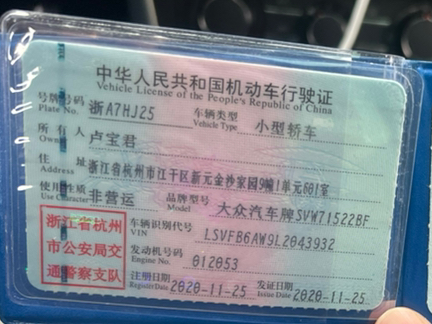 中华人民共和国机动车行驶证
Vehicle License of the People's Republic of China
号牌号码 浙A7HJ25 车辆类型 小型轿车
Plate No. Vehicle Type
所有人 卢宝君
Owner
住址 浙江省杭州市江干区新元金沙家园9幢1单元601室
Address
使用性质 非营运 品牌型号 大众汽车牌SVW71522BF
Use Character Model
浙江省杭州 车辆识别代号 LSVFB6AW9L2043932
VIN
市公安局交 发动机号码 012053
Engine No.
通警察支队 注册日期 2020-11-25 发证日期 2020-11-25
Register Date Issue Date